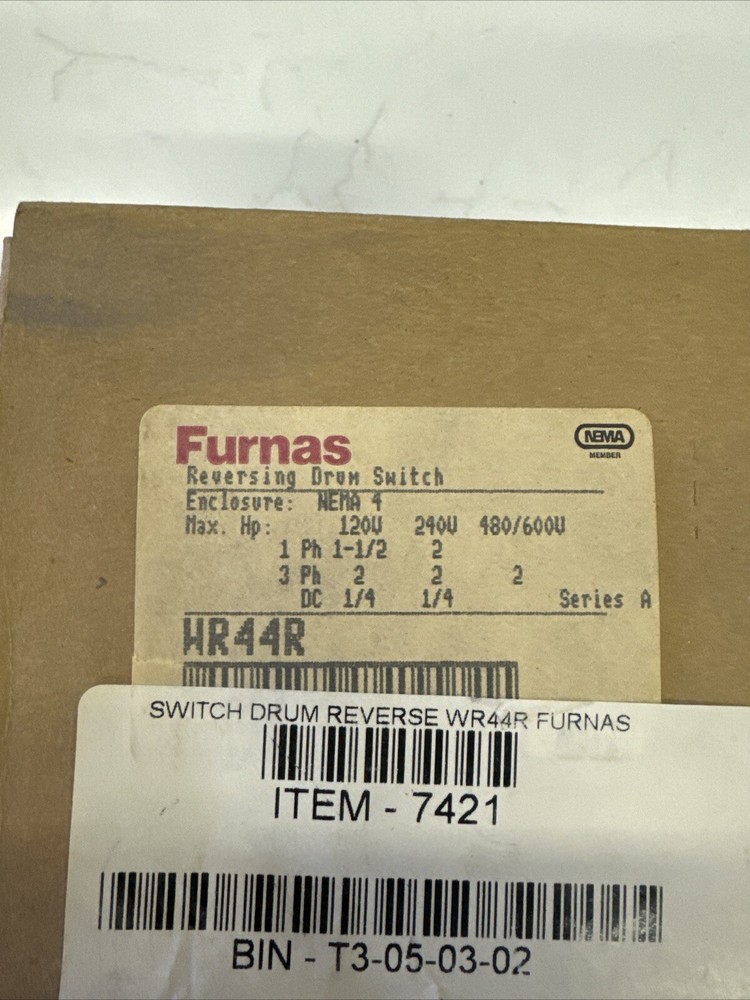 Furnas
NEMA
MEMBER
Reversing Drum Switch
Enclosure: NEMA 4
Max. Hp: 120V 240V 480/600V
1 Ph 1-1/2 2
3 Ph 2 2 2
DC 1/4 1/4 Series A
WR44R
SWITCH DRUM REVERSE WR44R FURNAS
ITEM - 7421
BIN - T3-05-03-02